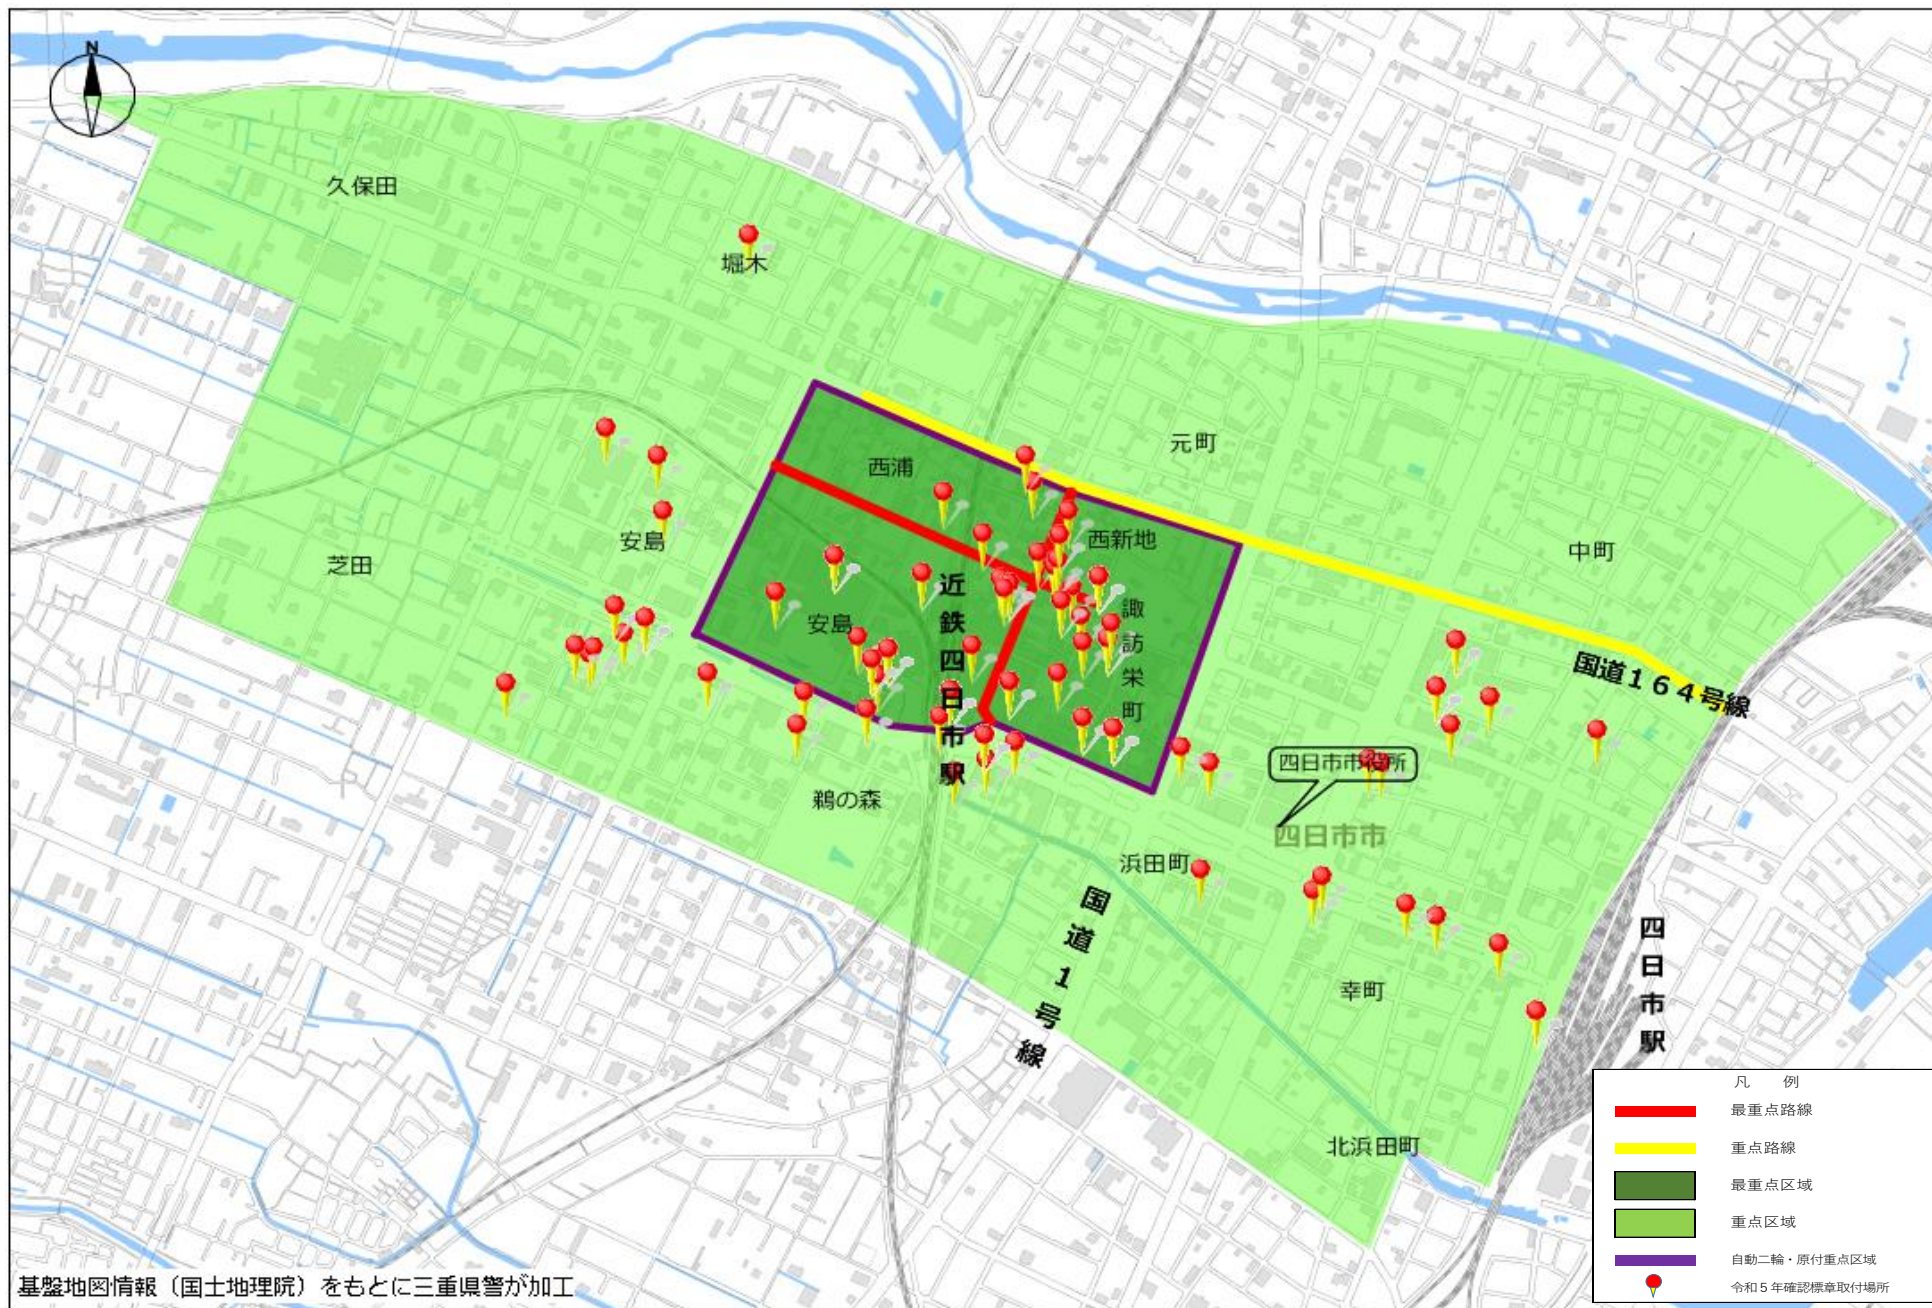 N
久保田
堀木
元町
西浦
西新地
中町
安島
芝田
諏訪栄町
安島
近鉄四日市駅
国道164号線
四日市市役所
鵜の森
四日市市
浜田町
国道1号線
四日市駅
幸町
北浜田町
凡 例
最重点路線
重点路線
最重点区域
重点区域
自動二輪・原付重点区域
令和5年確認標章取付場所
基盤地図情報（国土地理院）をもとに三重県警が加工